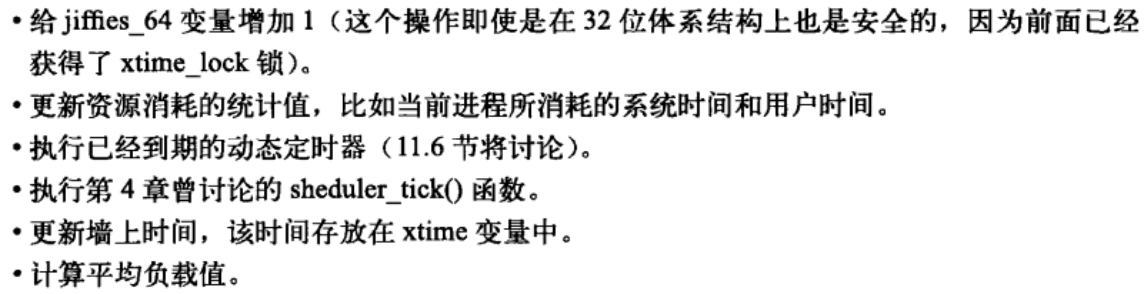 • 给 jiffies_64 变量增加 1（这个操作即使是在 32 位体系结构上也是安全的，因为前面已经
获得了 xtime_lock 锁）。
• 更新资源消耗的统计值，比如当前进程所消耗的系统时间和用户时间。
• 执行已经到期的动态定时器（11.6 节将讨论）。
• 执行第 4 章曾讨论的 sheduler_tick() 函数。
• 更新墙上时间，该时间存放在 xtime 变量中。
• 计算平均负载值。